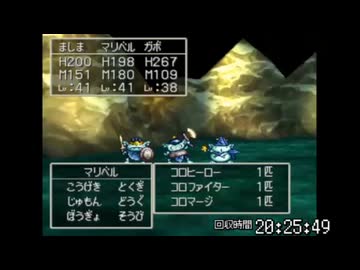 ましま マリベル ガボ
H200 H198 H267
M151 M180 M109
Lv:41 Lv:41 Lv:38
マリベル
こうげき とくぎ
じゅもん どうぐ
ぼうぎょ そうび
コロヒーロー 1匹
コロファイター 1匹
コロマージ 1匹
回収時間 20:25:49